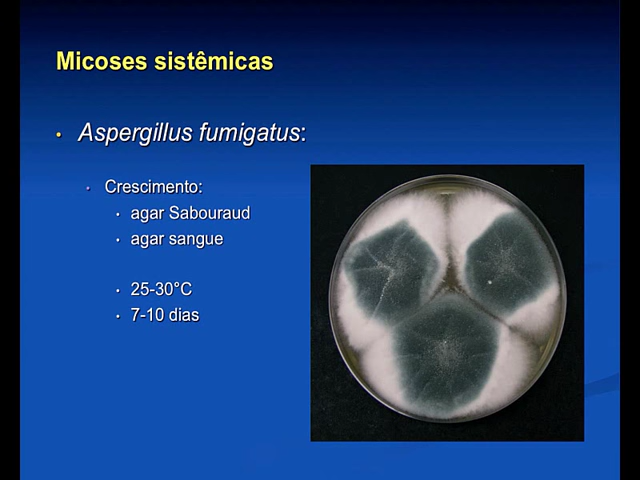 Micoses sistêmicas
• Aspergillus fumigatus:
• Crescimento:
• agar Sabouraud
• agar sangue
• 25-30°C
• 7-10 dias